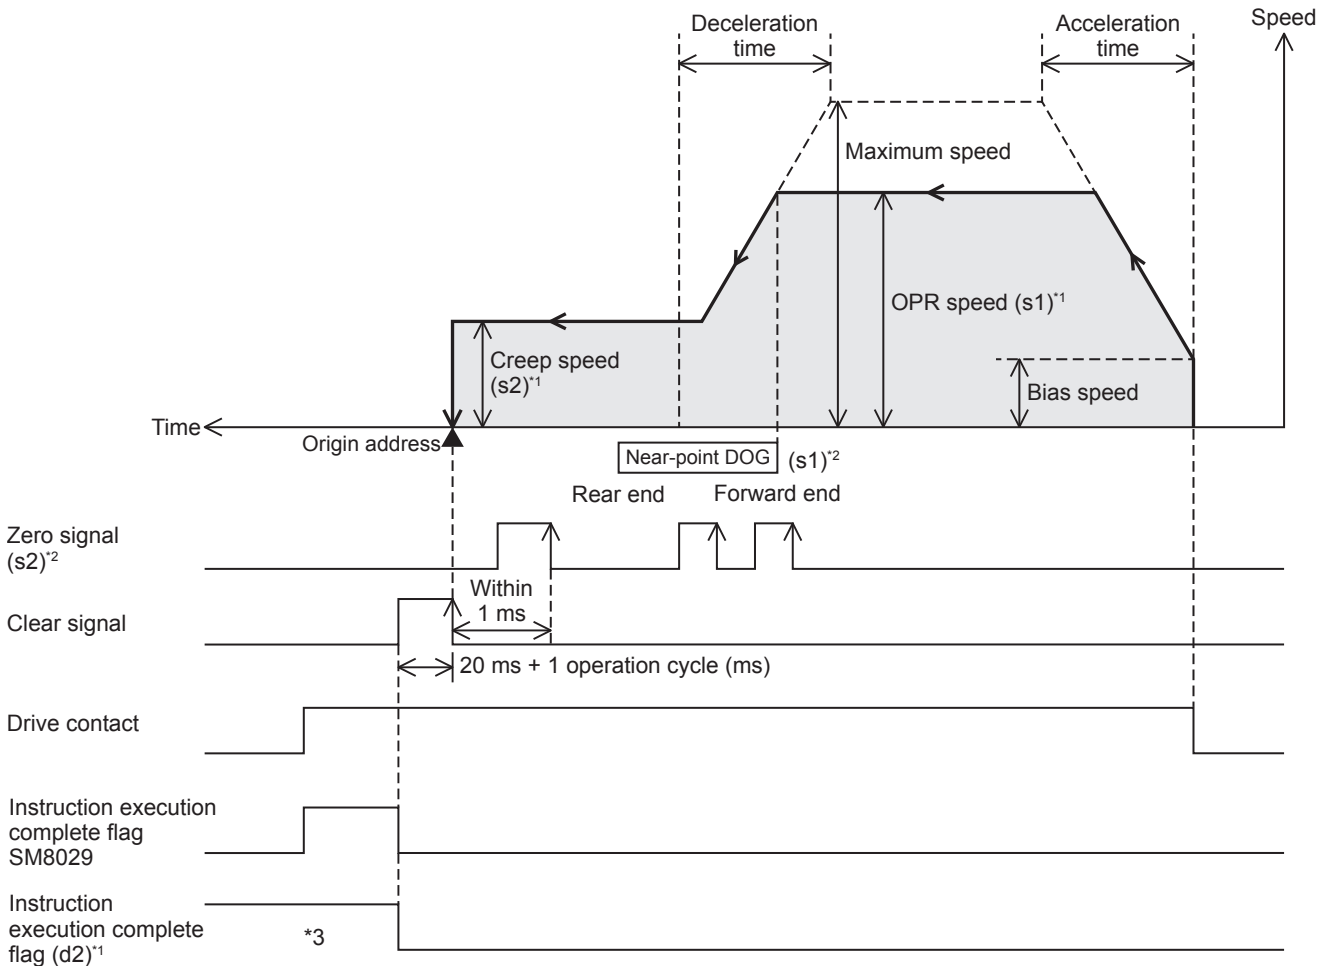 Deceleration
time
Acceleration
time
Speed
Maximum speed
OPR speed (s1)*1
Creep speed
(s2)*1
Bias speed
Time
Origin address
Near-point DOG
(s1)*2
Rear end
Forward end
Zero signal
(s2)*2
Within
1 ms
Clear signal
20 ms + 1 operation cycle (ms)
Drive contact
Instruction execution
complete flag
SM8029
Instruction
execution complete
flag (d2)*1
*3